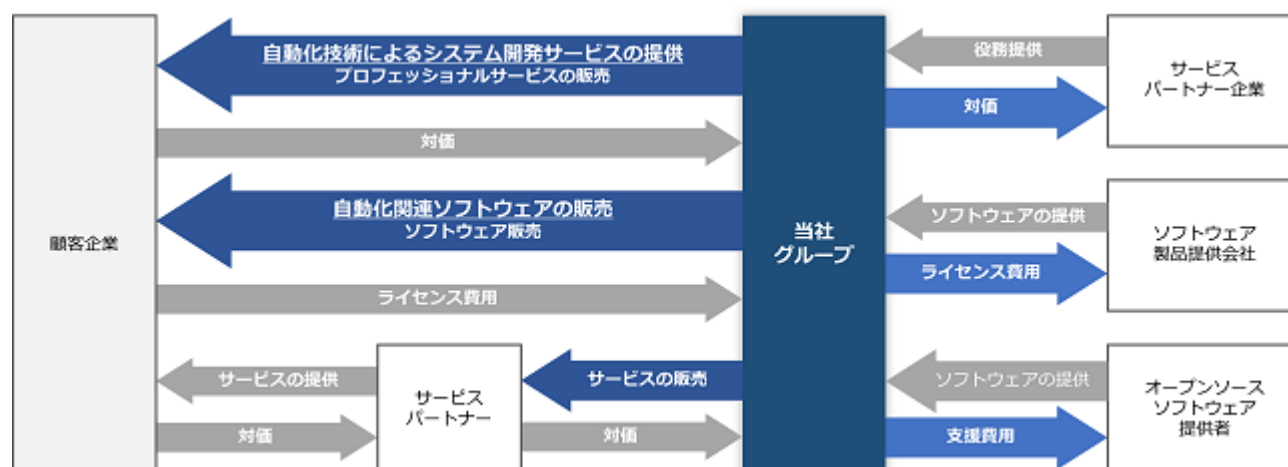 自動化技術によるシステム開発サービスの提供
プロフェッショナルサービスの販売
役務提供
サービス
パートナー企業
対価
対価
自動化関連ソフトウェアの販売
ソフトウェア販売
顧客企業
当社
グループ
ソフトウェアの提供
ソフトウェア
製品提供会社
ライセンス費用
ライセンス費用
サービスの提供
サービス
パートナー
サービスの販売
ソフトウェアの提供
オープンソース
ソフトウェア
提供者
対価
対価
支援費用